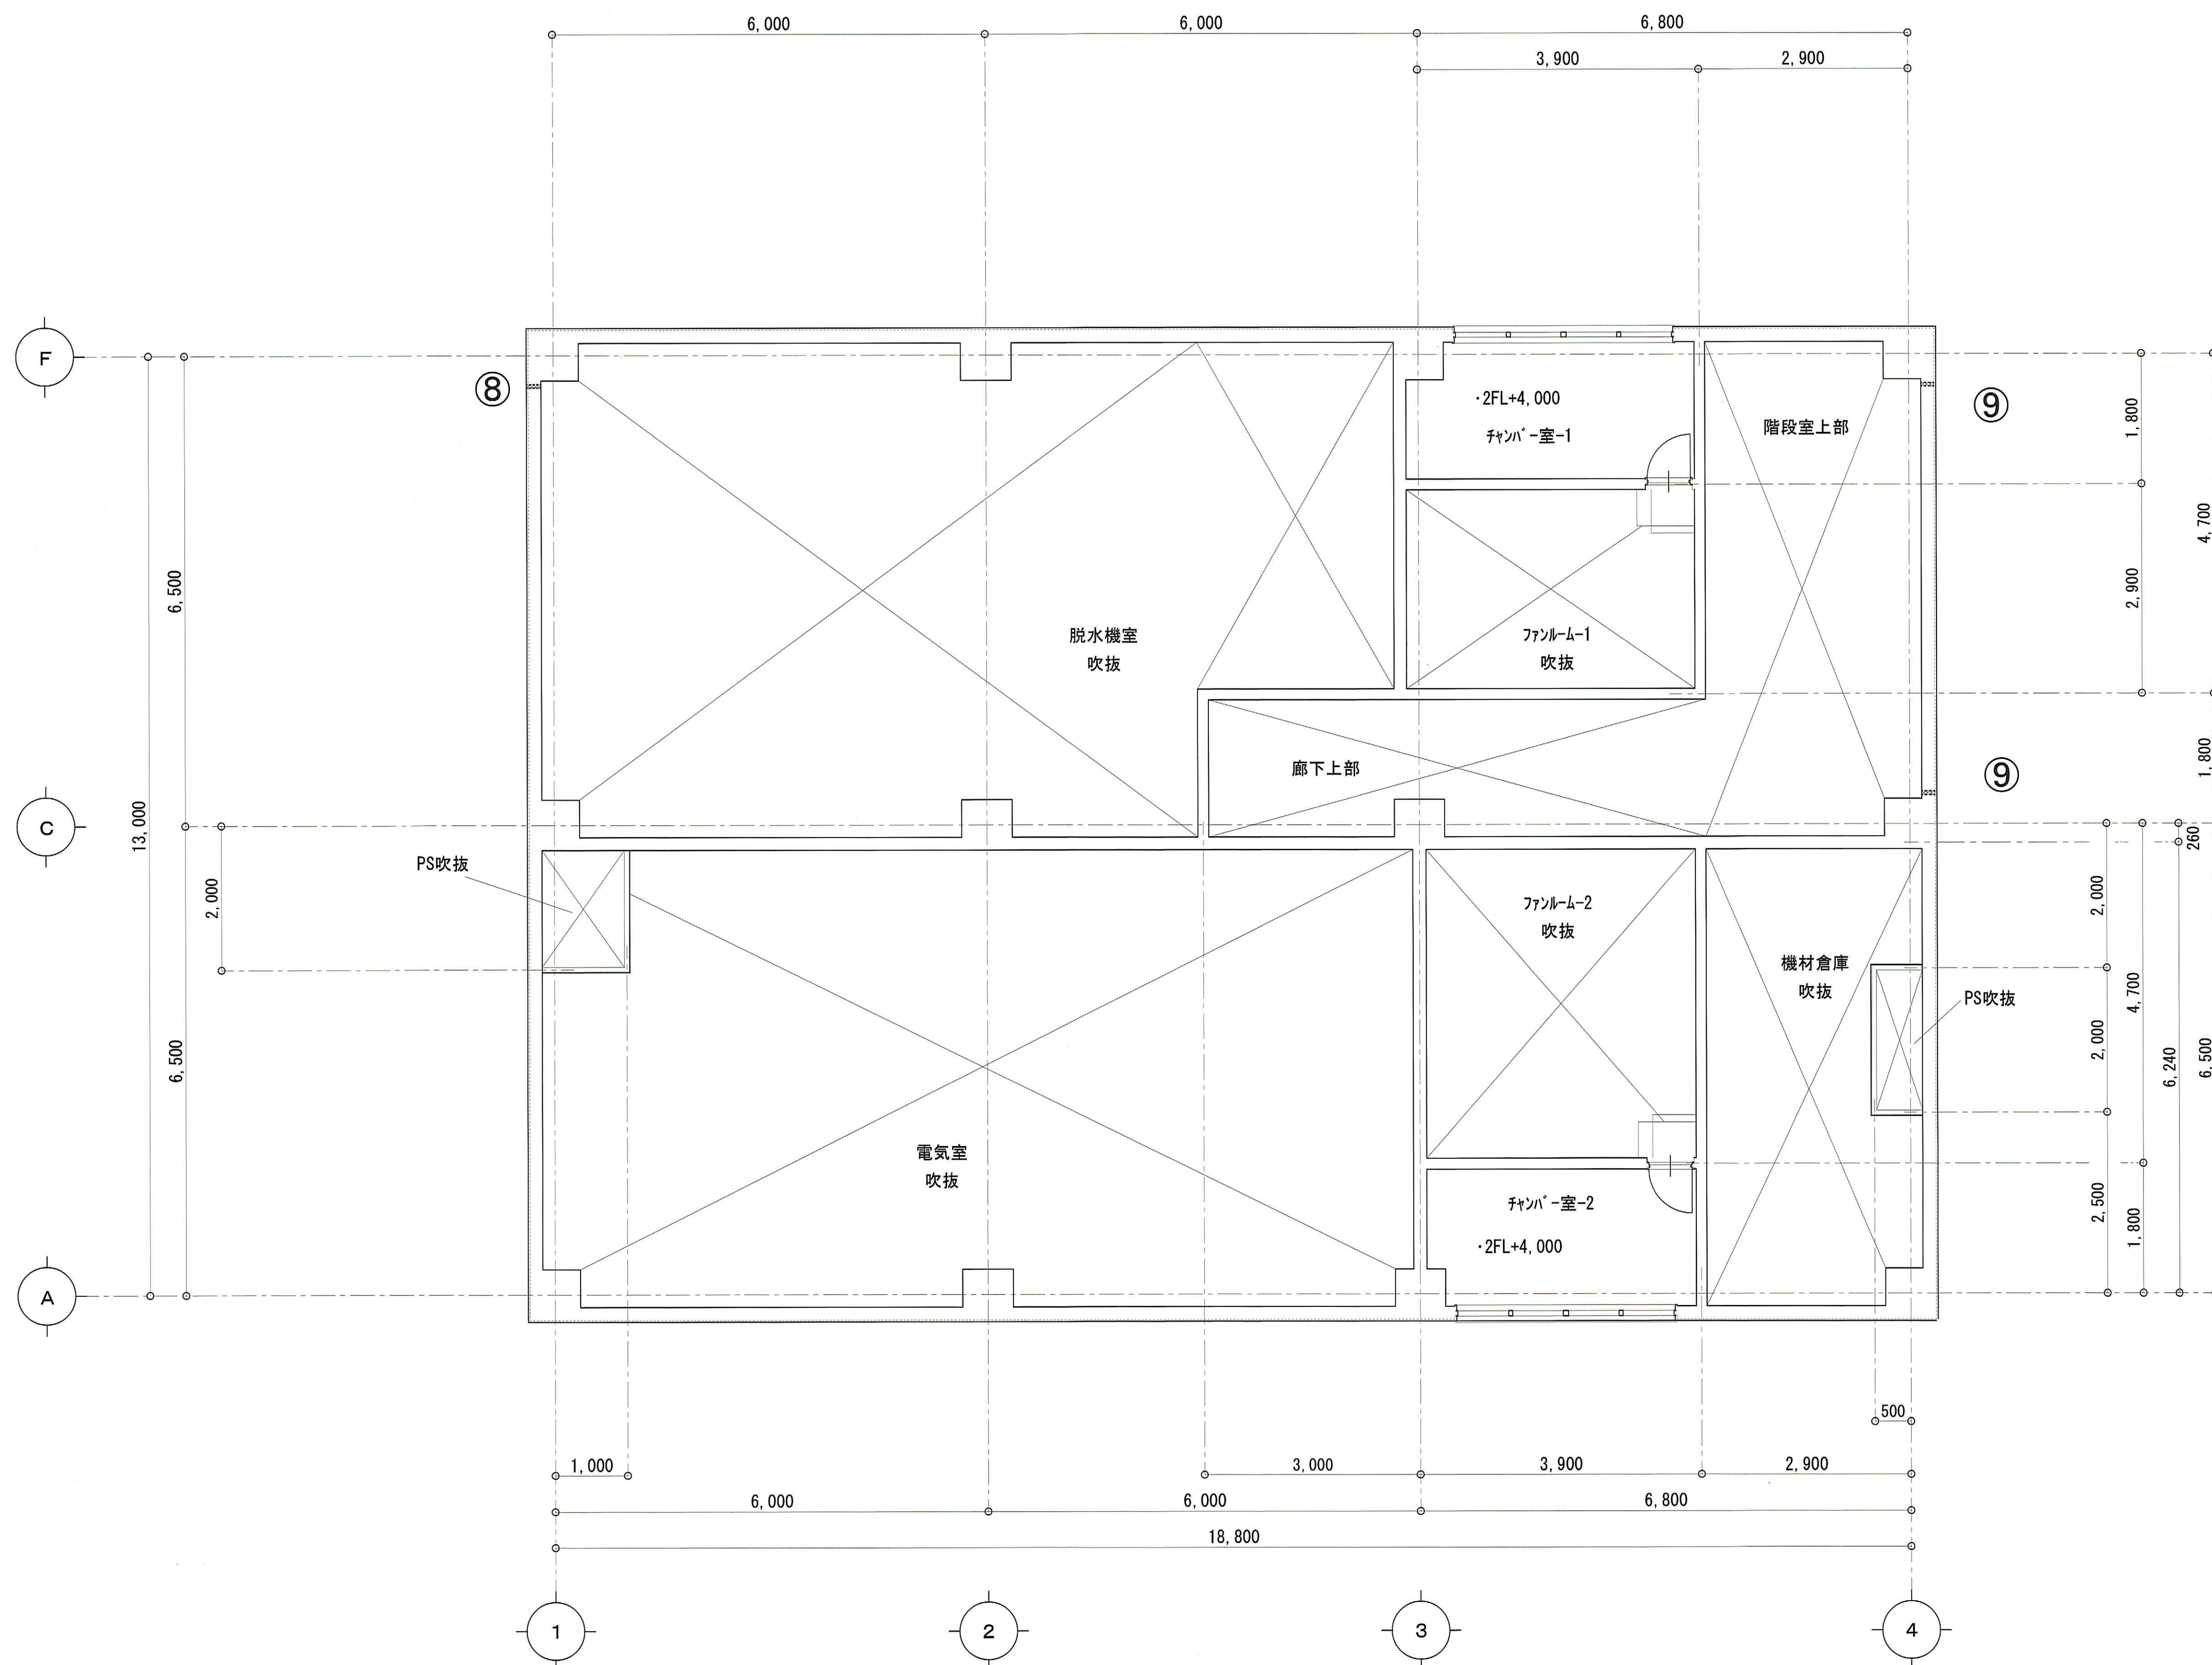 6,000
6,000
6,800
3,900
2,900
F
⑧
⑨
・2FL+4,000
ﾁｬﾝﾊﾞｰ室-1
階段室上部
1,800
4,700
6,500
2,900
脱水機室
吹抜
ﾌｧﾝﾙｰﾑ-1
吹抜
廊下上部
⑨
1,800
C
13,000
260
PS吹抜
2,000
ﾌｧﾝﾙｰﾑ-2
吹抜
2,000
機材倉庫
吹抜
PS吹抜
4,700
2,000
6,240
6,500
6,500
電気室
吹抜
ﾁｬﾝﾊﾞｰ室-2
・2FL+4,000
2,500
1,800
A
500
1,000
3,000
3,900
2,900
6,000
6,000
6,800
18,800
1
2
3
4